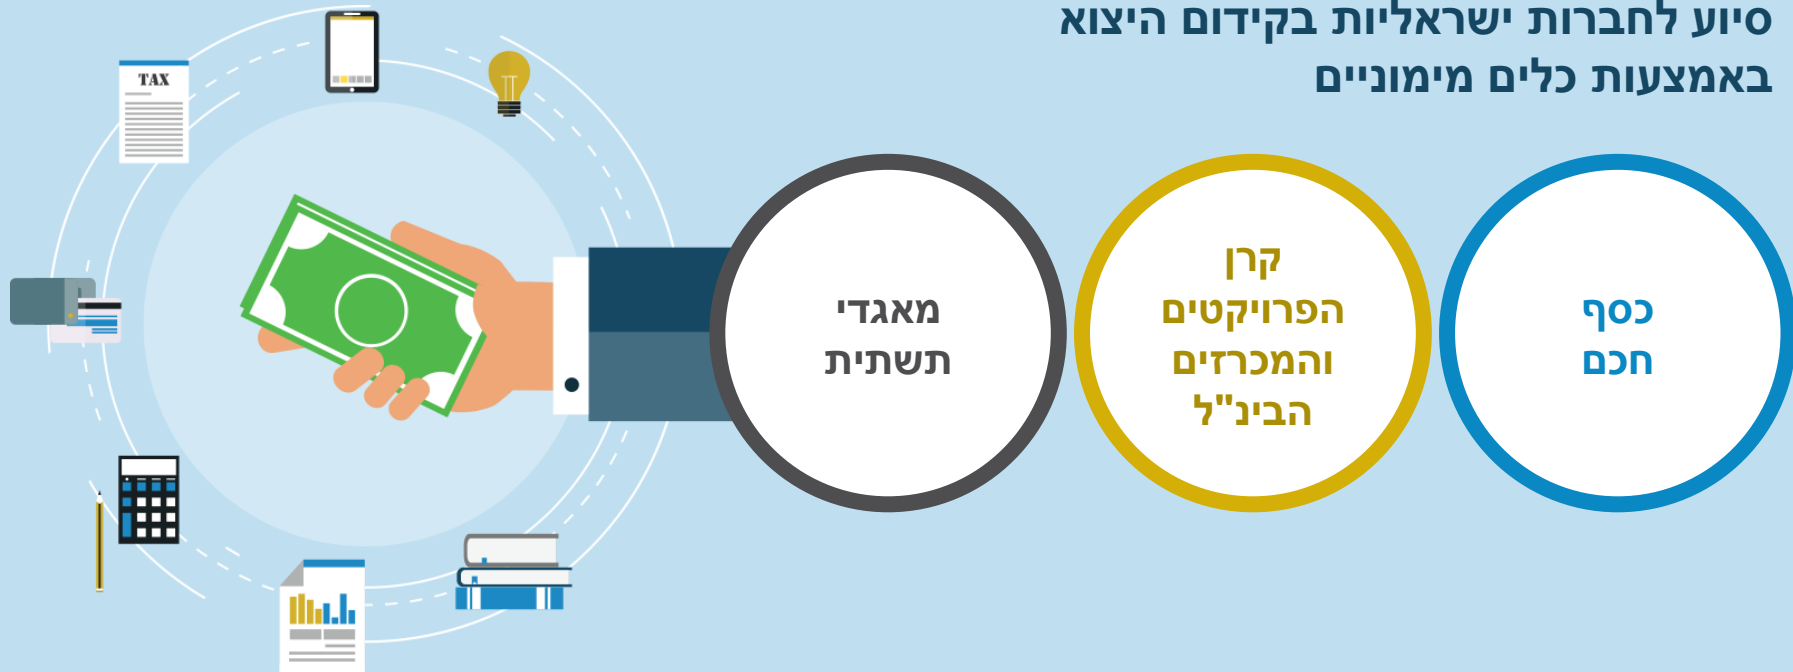 סיוע לחברות ישראליות בקידום היצוא
באמצעות כלים מימוניים
כסף
חכם
קרן
הפרויקטים
והמכרזים
הבינ"ל
מאגדי
תשתית
TAX